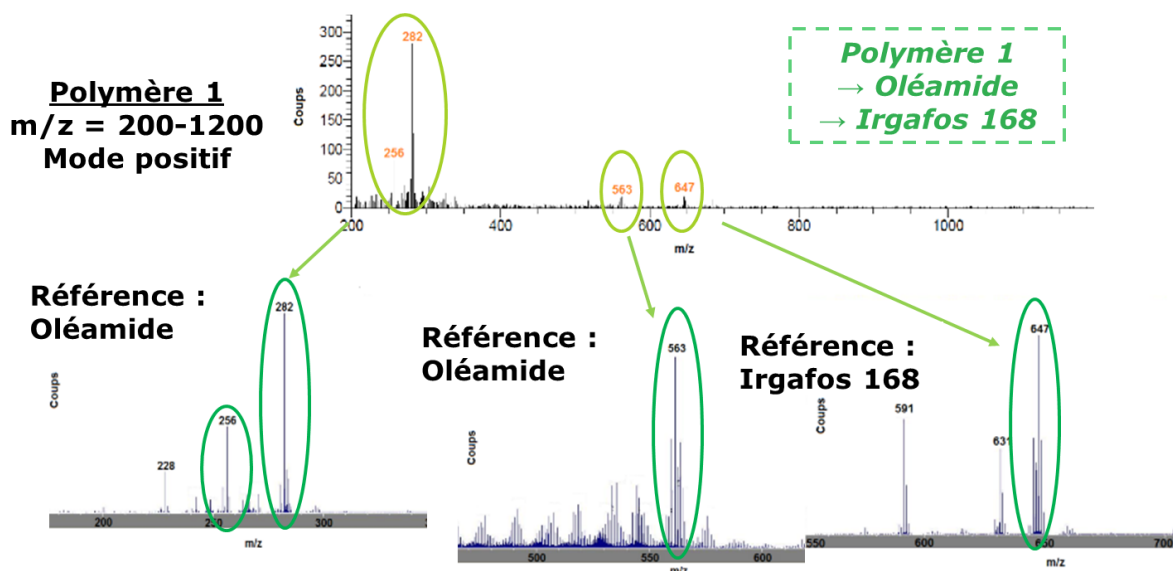 Polymère 1
m/z = 200-1200
Mode positif
Coups
300
250
200
150
100
50
0
282
256
563
647
200
400
600
800
1000
m/z
Polymère 1
→ Oléamide
→ Irgafos 168
Référence :
Oléamide
Coups
228
256
282
200
250
300
m/z
Référence :
Oléamide
Coups
563
500
550
600
m/z
Référence :
Irgafos 168
Coups
591
631
647
550
600
650
700
m/z